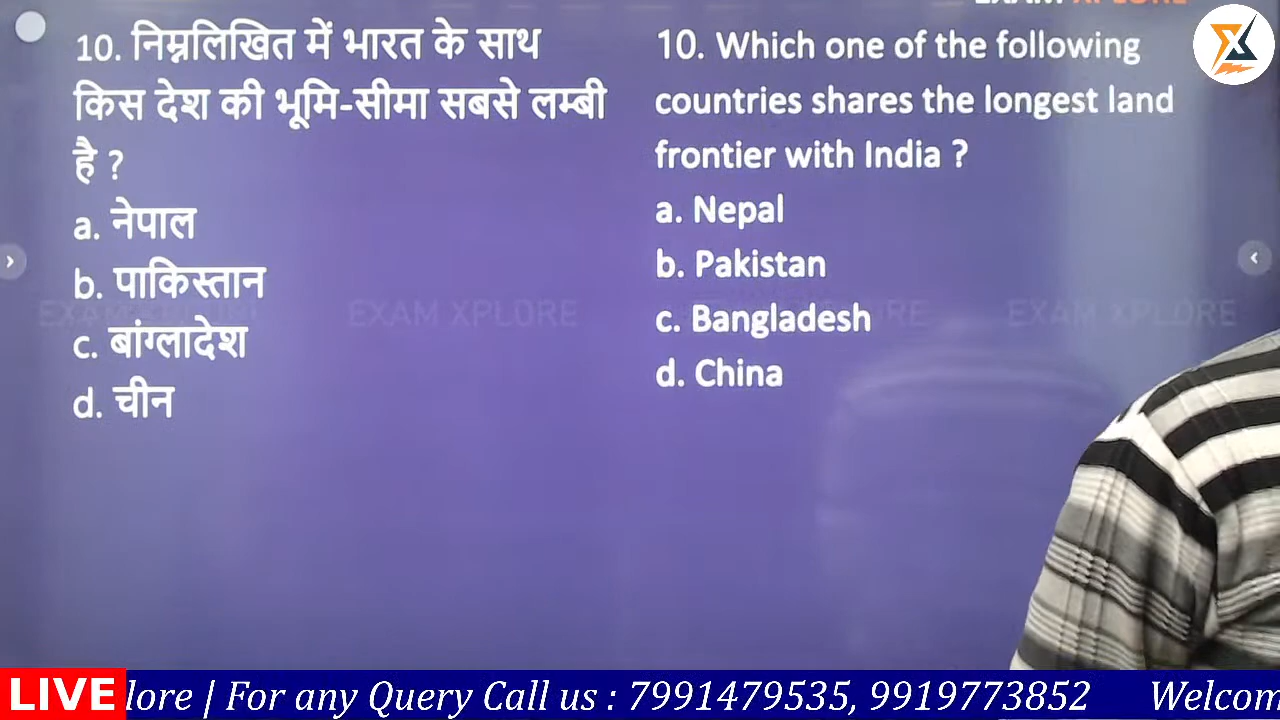 10. निम्नलिखित में भारत के साथ
किस देश की भूमि-सीमा सबसे लम्बी
है ?
a. नेपाल
b. पाकिस्तान
c. बांग्लादेश
d. चीन
EXAM XPLORE
10. Which one of the following
countries shares the longest land
frontier with India ?
a. Nepal
b. Pakistan
c. Bangladesh
d. China
EXAM XPLORE
EXAM XPLORE
LIVE
lore | For any Query Call us : 7991479535, 9919773852 Welcom